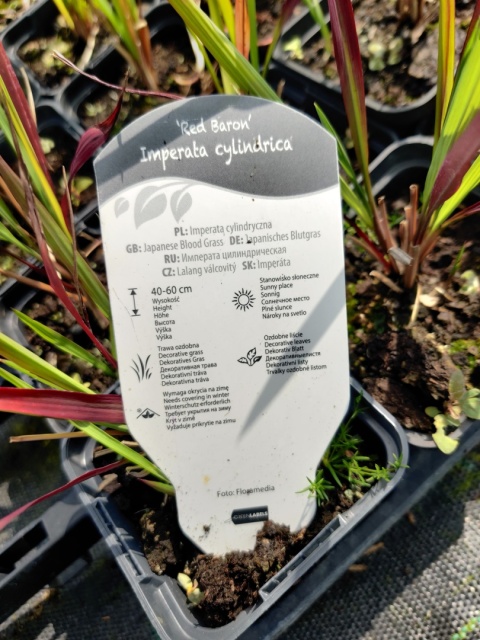 'Red Baron'
Imperata cylindrica
PL: Imperata cylindryczna
GB: Japanese Blood Grass DE: Japanisches Blutgras
RU: Императа цилиндрическая
CZ: Lalang válcovitý SK: Imperáta
40-60 cm
Wysokość
Height
Höhe
Высота
Výška
Výška
Stanowisko słoneczne
Sunny place
Sonnig
Солнечное место
Plné slunce
Nároky na svetlo
Trawa ozdobna
Decorative grass
Decoratives Gras
Декоративная трава
Dekorativní tráva
Dekoratívna tráva
Ozdobne liście
Decorative leaves
Dekorativ Blatt
Dekorativní listy
Trvalky ozdobné listom
Wymaga okrycia na zimę
Needs covering in winter
Winterschutz erforderlich
Требует укрытия на зиму
Krýt v zimě
Vyžaduje prikrytie na zimu
Foto: Floramedia